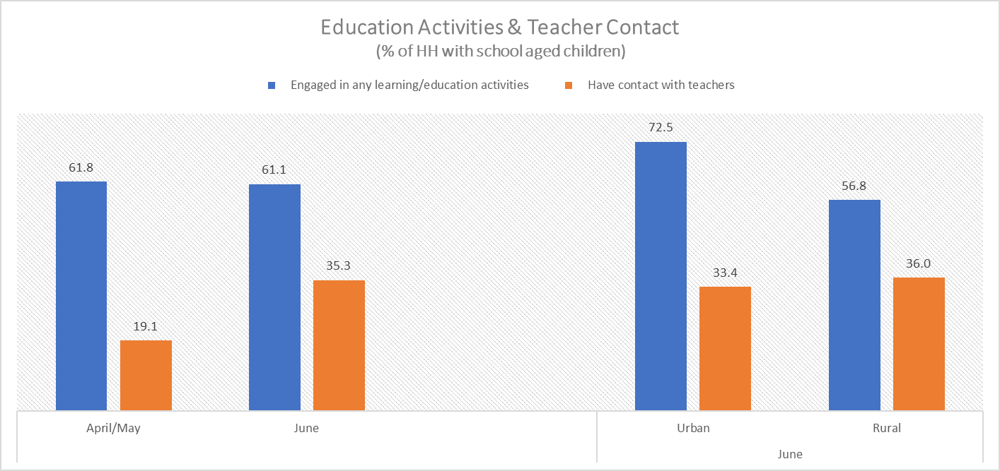 Education Activities & Teacher Contact
(% of HH with school aged children)
Engaged in any learning/education activities Have contact with teachers
72.5
61.8 61.1
56.8
35.3 36.0
33.4
19.1
April/May June Urban Rural
June